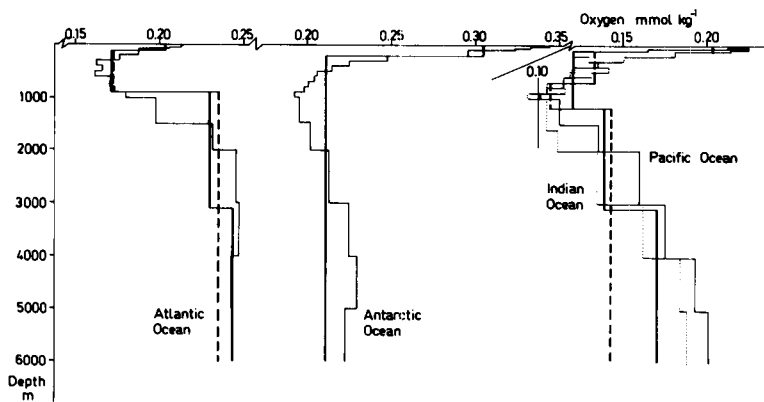 Oxygen mmol kg⁻¹
0.15 0.20 0.25 0.20 0.25 0.30 0.35 0.15 0.20
0.10
1000
2000
3000
4000
5000
6000
Depth
m
Pacific Ocean
Indian
Ocean
Atlantic
Ocean
Antarctic
Ocean